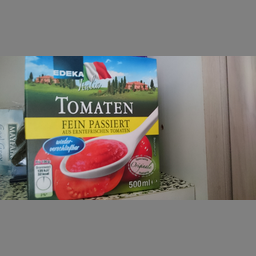 EDEKA
Italia
TOMATEN
FEIN PASSIERT
AUS ERNTEFRISCHEN TOMATEN
wieder-
verschließbar
500ml e